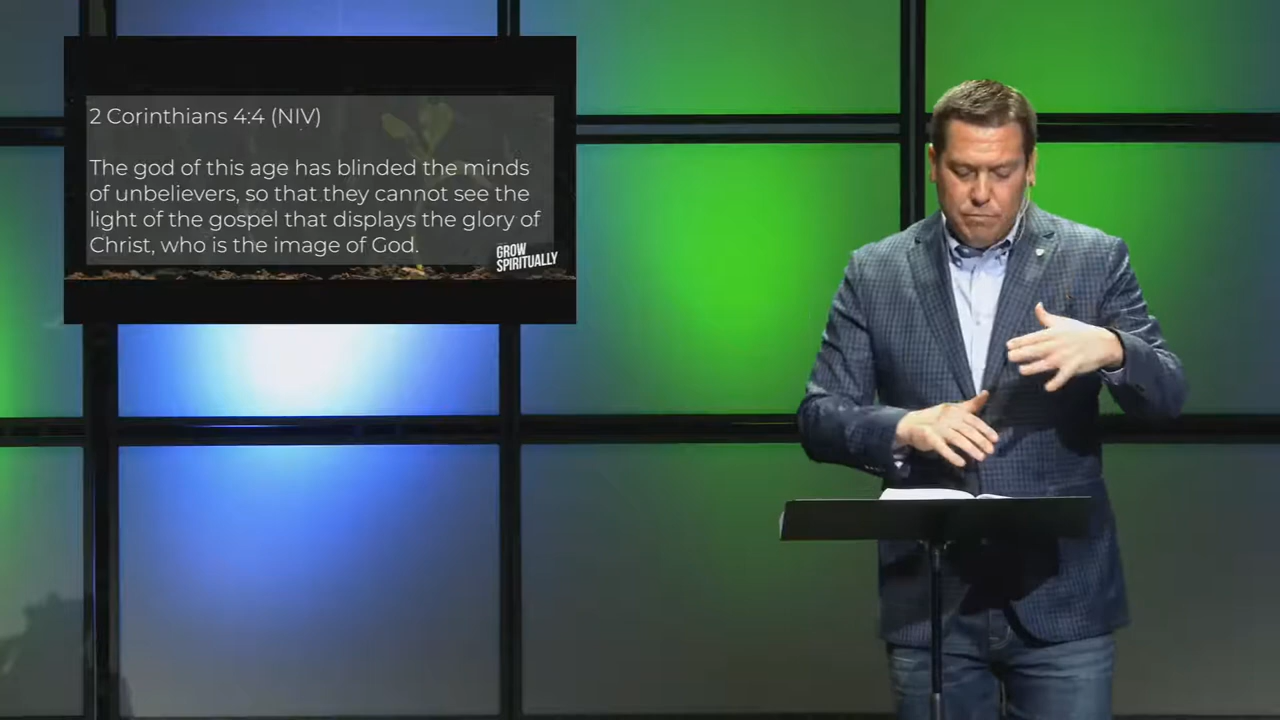 2 Corinthians 4:4 (NIV)
The god of this age has blinded the minds
of unbelievers, so that they cannot see the
light of the gospel that displays the glory of
Christ, who is the image of God.
GROW
SPIRITUALLY